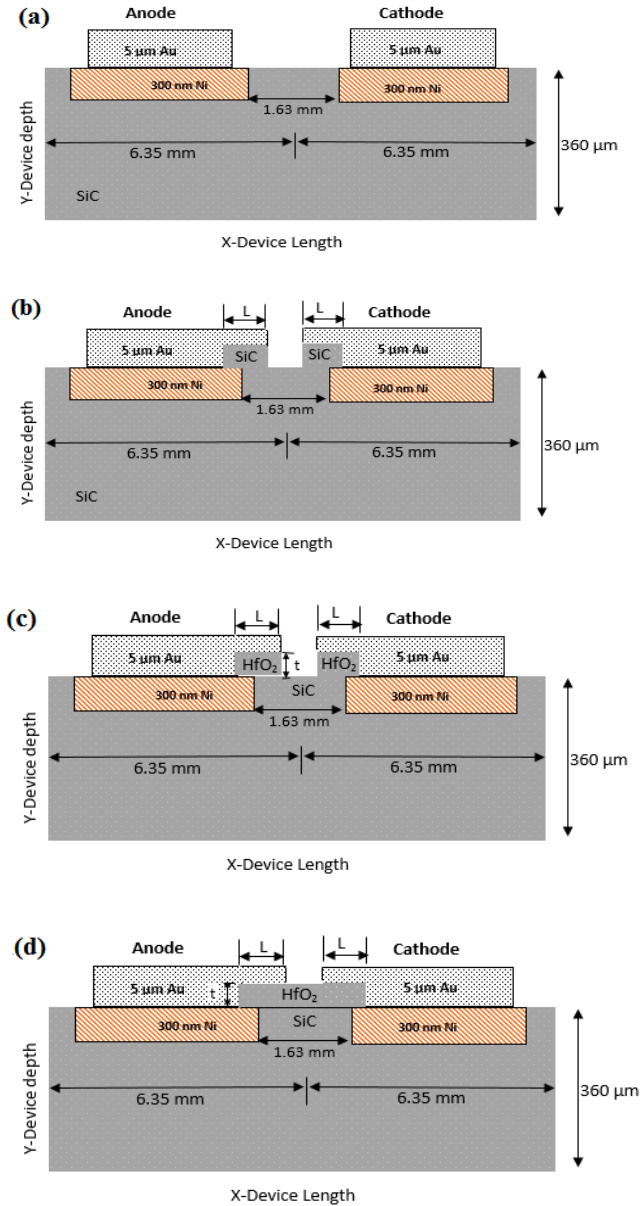 (a)
Anode
Cathode
5 µm Au
5 µm Au
300 nm Ni
300 nm Ni
1.63 mm
6.35 mm
6.35 mm
360 µm
Y-Device depth
SiC
X-Device Length
(b)
L
L
Anode
Cathode
5 µm Au
SiC
SiC
5 µm Au
300 nm Ni
300 nm Ni
1.63 mm
6.35 mm
6.35 mm
360 µm
Y-Device depth
SiC
X-Device Length
(c)
Anode
L
L
Cathode
5 µm Au
HfO₂
t
HfO₂
5 µm Au
300 nm Ni
SiC
300 nm Ni
1.63 mm
6.35 mm
6.35 mm
360 µm
Y-Device depth
X-Device Length
(d)
Anode
L
L
Cathode
5 µm Au
t
HfO₂
5 µm Au
300 nm Ni
SiC
300 nm Ni
1.63 mm
6.35 mm
6.35 mm
360 µm
Y-Device depth
X-Device Length